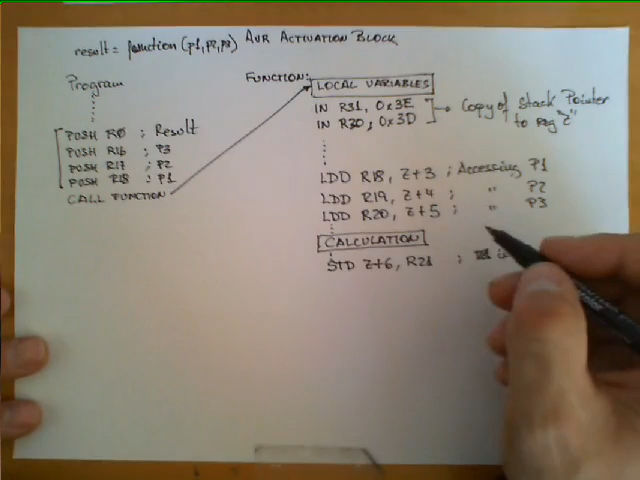 result = function (p1, p2, p3) AVR ACTIVATION BLOCK
Program
PUSH R0 ; Result
PUSH R16 ; P3
PUSH R17 ; P2
PUSH R18 ; P1
CALL FUNCTION
FUNCTION:
LOCAL VARIABLES
IN R31, 0x3E
IN R30, 0x3D
Copy of Stack Pointer
to reg "Z"
LDD R18, Z+3 ; Accessing P1
LDD R19, Z+4 ; " P2
LDD R20, Z+5 ; " P3
CALCULATION
STD Z+6, R21 ;